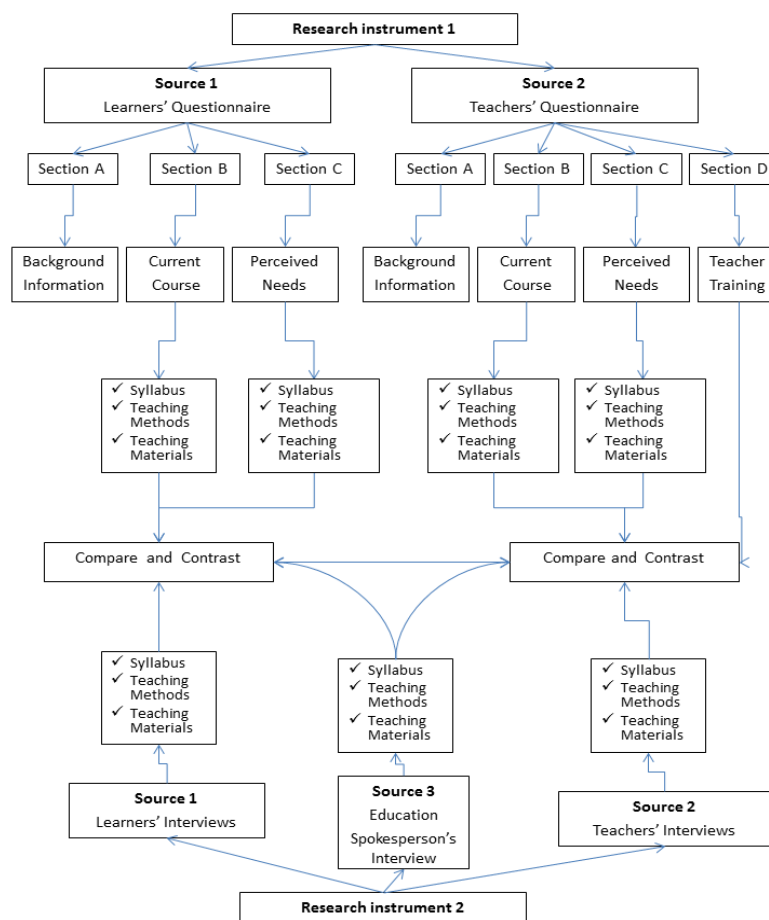 Research instrument 1
Source 1
Learners' Questionnaire
Source 2
Teachers' Questionnaire
Section A
Section B
Section C
Section A
Section B
Section C
Section D
Background
Information
Current
Course
Perceived
Needs
Background
Information
Current
Course
Perceived
Needs
Teacher
Training
✓ Syllabus
✓ Teaching
Methods
✓ Teaching
Materials
✓ Syllabus
✓ Teaching
Methods
✓ Teaching
Materials
✓ Syllabus
✓ Teaching
Methods
✓ Teaching
Materials
✓ Syllabus
✓ Teaching
Methods
✓ Teaching
Materials
Compare and Contrast
Compare and Contrast
✓ Syllabus
✓ Teaching
Methods
✓ Teaching
Materials
✓ Syllabus
✓ Teaching
Methods
✓ Teaching
Materials
✓ Syllabus
✓ Teaching
Methods
✓ Teaching
Materials
Source 1
Learners' Interviews
Source 3
Education
Spokesperson's
Interview
Source 2
Teachers' Interviews
Research instrument 2